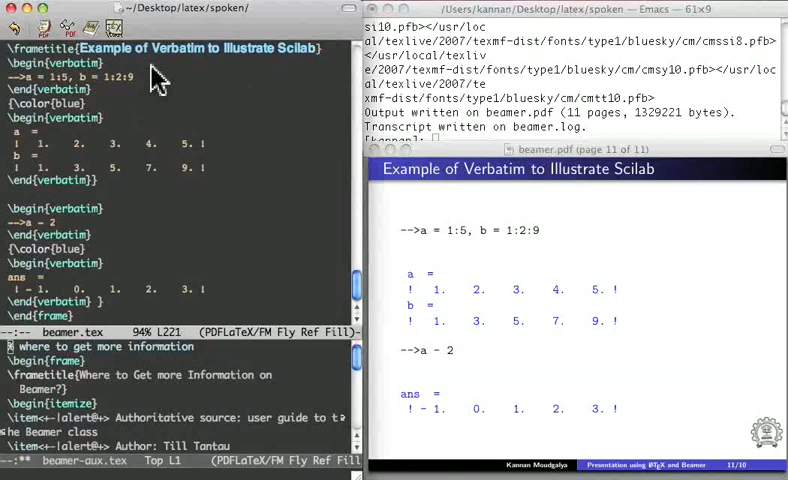 ~/Desktop/latex/spoken/
\frametitle{Example of Verbatim to Illustrate Scilab}
\begin{verbatim}
-->a = 1:5, b = 1:2:9
\end{verbatim}
{\color{blue}
\begin{verbatim}
a =
! 1. 2. 3. 4. 5. !
b =
! 1. 3. 5. 7. 9. !
\end{verbatim}}
\begin{verbatim}
-->a - 2
\end{verbatim}
{\color{blue}
\begin{verbatim}
ans =
! - 1. 0. 1. 2. 3. !
\end{verbatim} }
\end{frame}
--:-- beamer.tex 94% L221 (PDFLaTeX/FM Fly Ref Fill)-
% where to get more information
\begin{frame}
\frametitle{Where to Get more Information on
Beamer?}
\begin{itemize}
\item<+-|alert@+> Authoritative source: user guide to t
he Beamer class
\item<+-|alert@+> Author: Till Tantau
--:** beamer-aux.tex Top L1 (PDFLaTeX/FM Fly Ref Fill
~/Desktop/latex/spoken — Emacs — 61×9
si10.pfb></usr/loc
al/texlive/2007/texmf-dist/fonts/type1/bluesky/cm/cmssi8.pfb>
</usr/local/texliv
e/2007/texmf-dist/fonts/type1/bluesky/cm/cmsy10.pfb></usr/loc
al/texlive/2007/te
xmf-dist/fonts/type1/bluesky/cm/cmtt10.pfb>
Output written on beamer.pdf (11 pages, 1329221 bytes).
Transcript written on beamer.log.
[kannan]:
beamer.pdf (page 11 of 11)
Example of Verbatim to Illustrate Scilab
-->a = 1:5, b = 1:2:9
a =
! 1. 2. 3. 4. 5. !
b =
! 1. 3. 5. 7. 9. !
-->a - 2
ans =
! - 1. 0. 1. 2. 3. !
Kannan Moudgalya Presentation using LATEX and Beamer 11/10